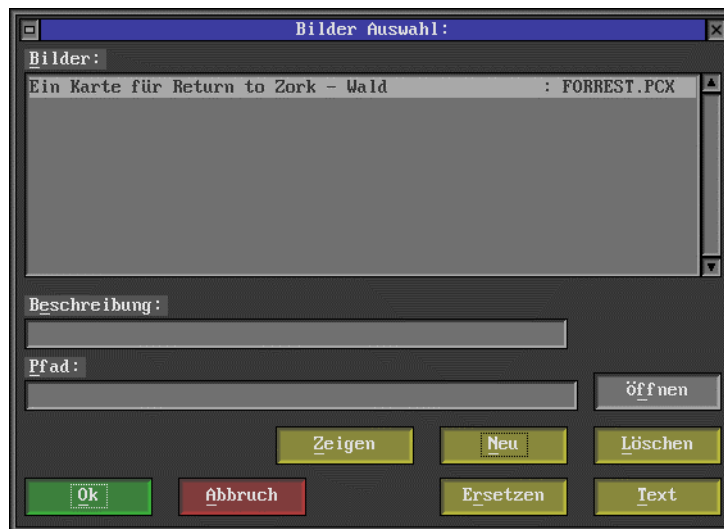 Bilder Auswahl:
Bilder:
Ein Karte für Return to Zork - Wald : FORREST.PCX
Beschreibung:
Pfad:
Öffnen
Zeigen Neu Löschen
Ok Abbruch Ersetzen Text